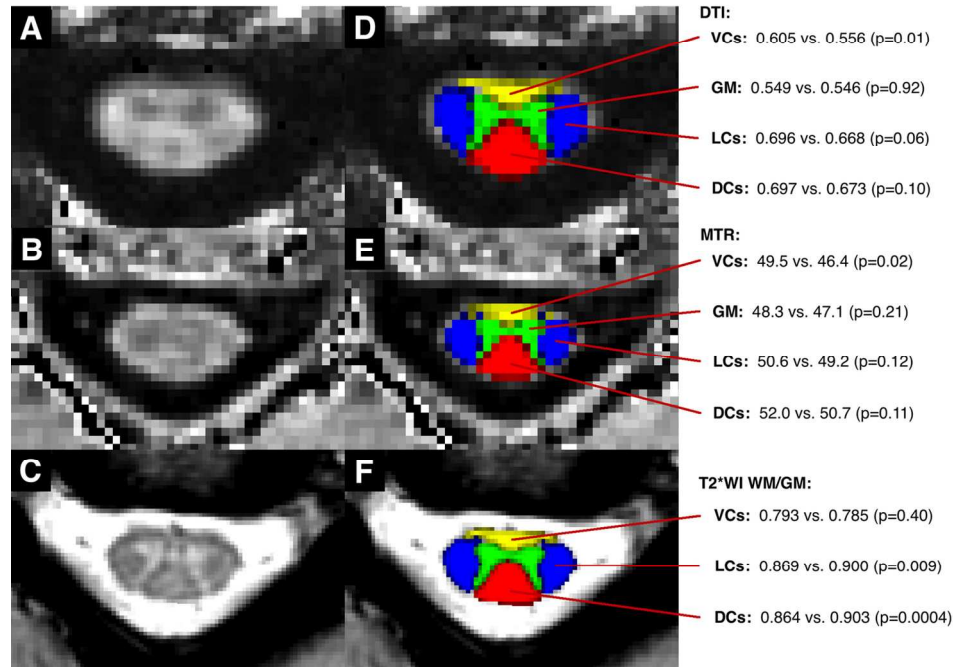 A
D
DTI:
VCs: 0.605 vs. 0.556 (p=0.01)
GM: 0.549 vs. 0.546 (p=0.92)
LCs: 0.696 vs. 0.668 (p=0.06)
DCs: 0.697 vs. 0.673 (p=0.10)
B
E
MTR:
VCs: 49.5 vs. 46.4 (p=0.02)
GM: 48.3 vs. 47.1 (p=0.21)
LCs: 50.6 vs. 49.2 (p=0.12)
DCs: 52.0 vs. 50.7 (p=0.11)
C
F
T2*WI WM/GM:
VCs: 0.793 vs. 0.785 (p=0.40)
LCs: 0.869 vs. 0.900 (p=0.009)
DCs: 0.864 vs. 0.903 (p=0.0004)